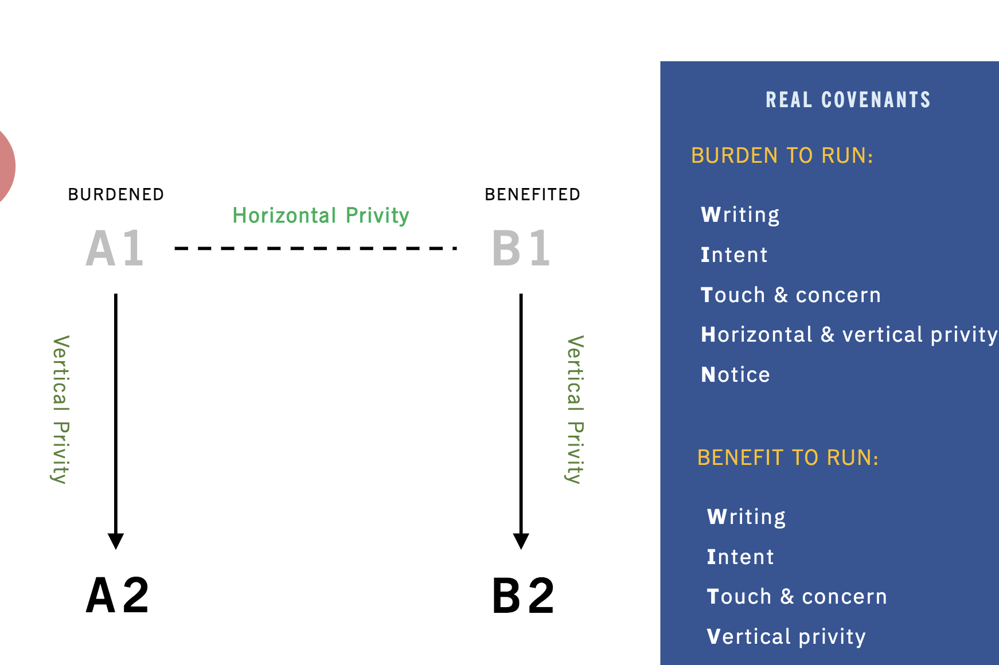 BURDENED
BENEFITED
Horizontal Privity
A1
B1
Vertical Privity
Vertical Privity
A2
B2
REAL COVENANTS
BURDEN TO RUN:
Writing
Intent
Touch & concern
Horizontal & vertical privity
Notice
BENEFIT TO RUN:
Writing
Intent
Touch & concern
Vertical privity